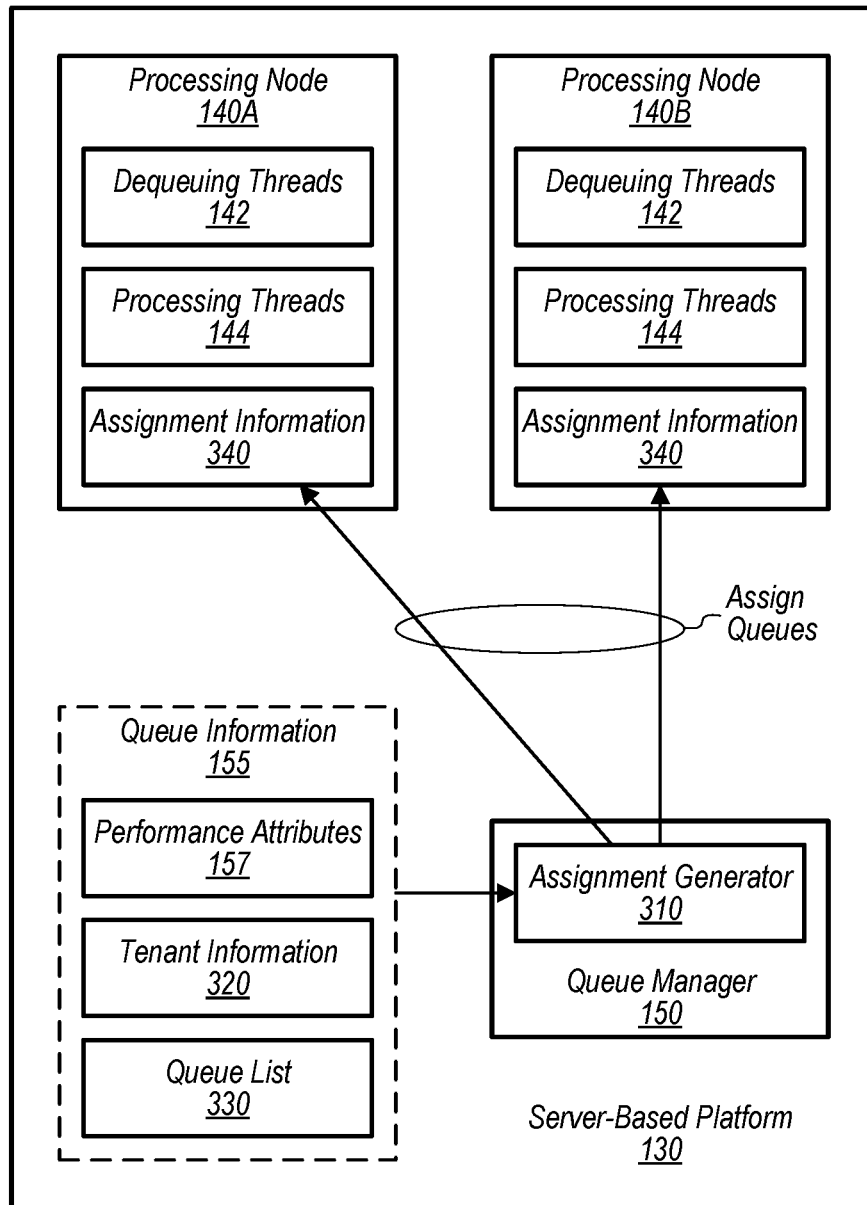 Processing Node
140A
Dequeuing Threads
142
Processing Threads
144
Assignment Information
340
Processing Node
140B
Dequeuing Threads
142
Processing Threads
144
Assignment Information
340
Assign
Queues
Queue Information
155
Performance Attributes
157
Tenant Information
320
Queue List
330
Assignment Generator
310
Queue Manager
150
Server-Based Platform
130